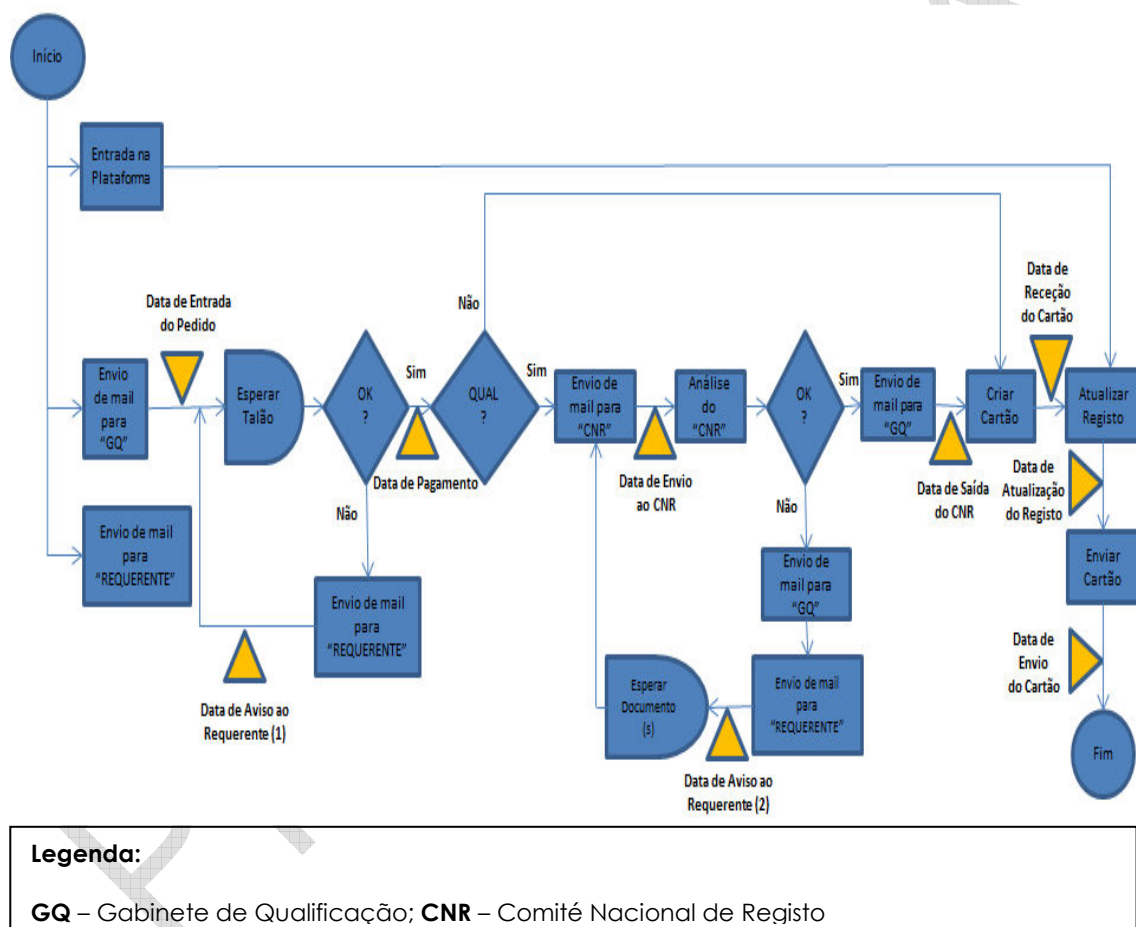 Início
Entrada na
Plataforma
Data de
Receção
do Cartão
Data de Entrada
do Pedido
Não
Envio
de mail
para
"GQ"
Esperar
Talão
OK
?
Sim
QUAL
?
Sim
Envio de
mail para
"CNR"
Análise
do
"CNR"
OK
?
Sim
Envio de
mail para
"GQ"
Criar
Cartão
Atualizar
Registo
Data de Pagamento
Data de Envio
ao CNR
Data de Saída
do CNR
Data de
Atualização
do Registo
Não
Não
Envio de mail
para
"REQUERENTE"
Envio de mail
para
"REQUERENTE"
Envio de
mail para
"GQ"
Enviar
Cartão
Data de Aviso ao
Requerente (1)
Esperar
Documento
(s)
Envio de mail
para
"REQUERENTE"
Data de
Envio
do Cartão
Data de Aviso ao
Requerente (2)
Fim
Legenda:
GQ – Gabinete de Qualificação; CNR – Comité Nacional de Registo